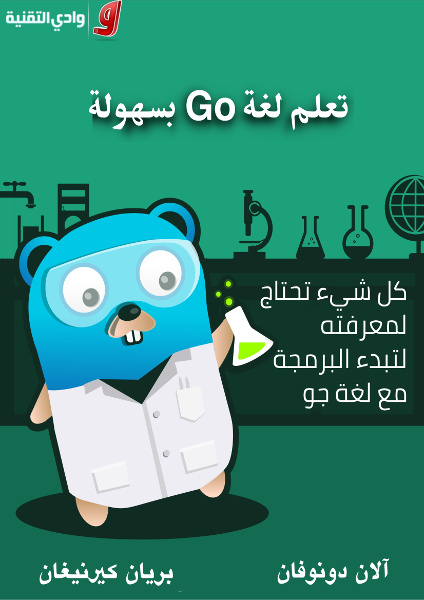 وادي التقنية
تعلم لغة Go بسهولة
كل شيء تحتاج
لمعرفته
لتبدء البرمجة
مع لغة جو
آلان دونوفان
بريان كيرنيغان